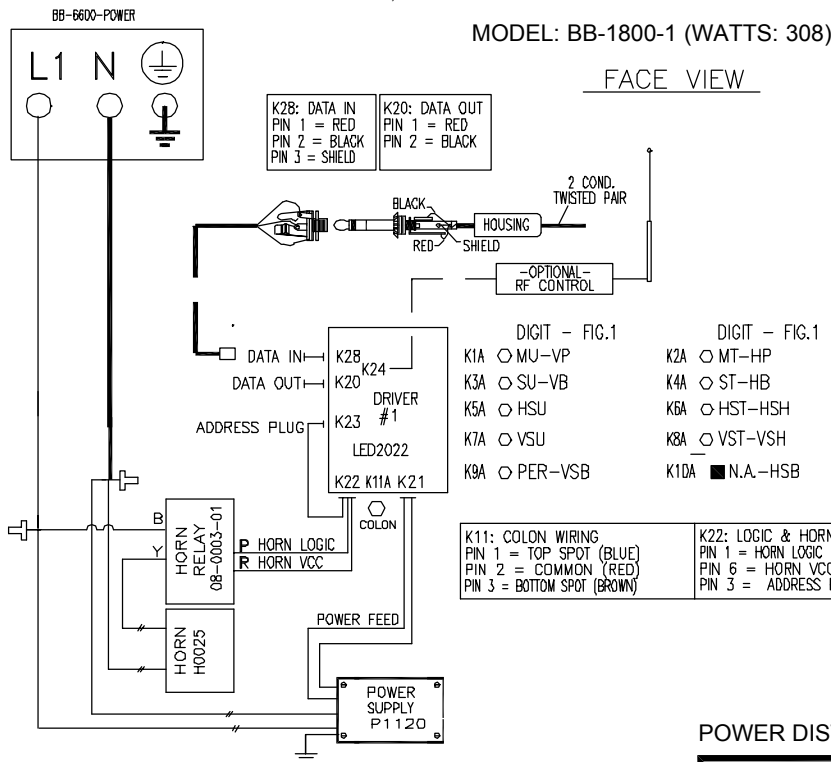 BB-6600-POWER
MODEL: BB-1800-1 (WATTS: 308)
L1 N
FACE VIEW
K28: DATA IN
PIN 1 = RED
PIN 2 = BLACK
PIN 3 = SHIELD
K20: DATA OUT
PIN 1 = RED
PIN 2 = BLACK
2 COND.
TWISTED PAIR
BLACK
HOUSING
RED
SHIELD
-OPTIONAL-
RF CONTROL
DIGIT - FIG.1
K1A MU-VP
K3A SU-VB
K5A HSU
K7A VSU
K9A PER-VSB
DIGIT - FIG.1
K2A MT-HP
K4A ST-HB
K6A HST-HSH
K8A VST-VSH
K10A N.A.-HSB
DATA IN
K28
K24
DATA OUT
K20
DRIVER
#1
ADDRESS PLUG
K23
LED2022
K22 K11A K21
COLON
B
Y
HORN
RELAY
08-0003-01
P HORN LOGIC
R HORN VCC
K11: COLON WIRING
PIN 1 = TOP SPOT (BLUE)
PIN 2 = COMMON (RED)
PIN 3 = BOTTOM SPOT (BROWN)
K22: LOGIC & HORN
PIN 1 = HORN LOGIC
PIN 6 = HORN VCC
PIN 3 = ADDRESS
HORN
H0025
POWER FEED
POWER
SUPPLY
P1120
POWER